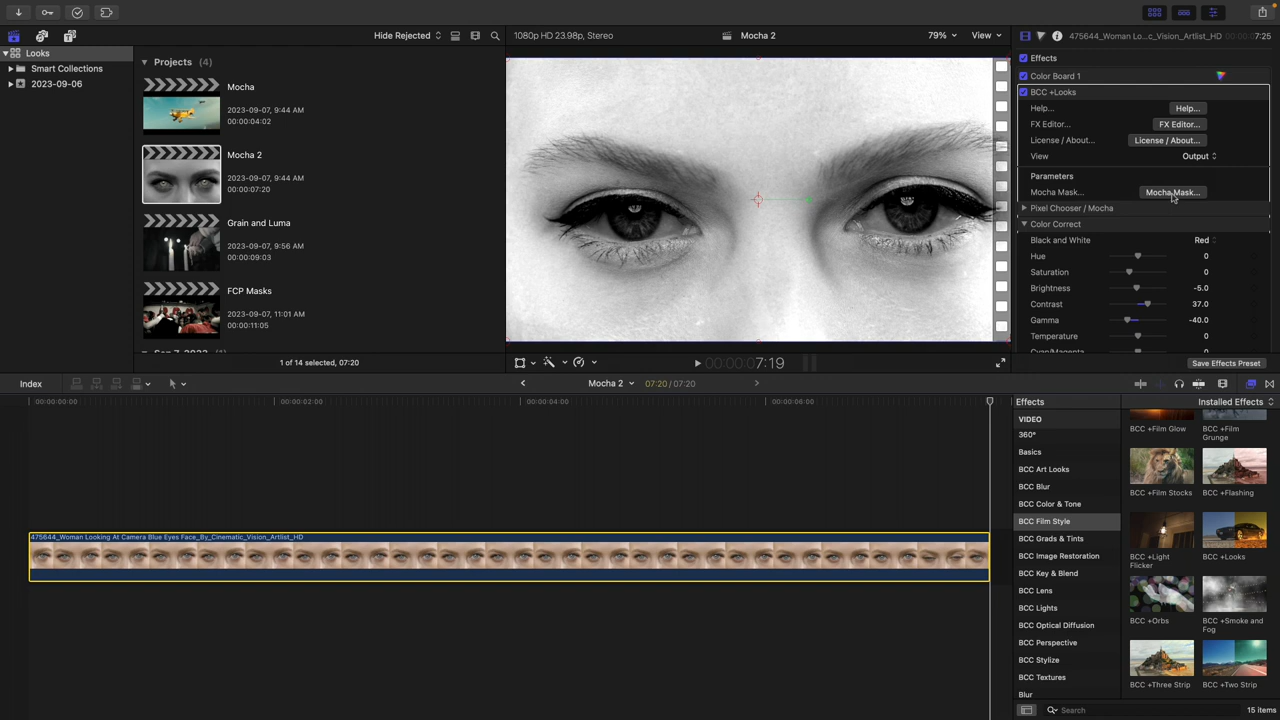 Hide Rejected
1080p HD 23.98p, Stereo
Mocha 2
79%
View
475644_Woman Lo...c_Vision_Artlist_HD
7:25
Looks
Smart Collections
2023-09-06
Projects (4)
Mocha
2023-09-07, 9:44 AM
00:00:04:02
Mocha 2
2023-09-07, 9:44 AM
00:00:07:20
Grain and Luma
2023-09-07, 9:56 AM
00:00:09:03
FCP Masks
2023-09-07, 11:01 AM
00:00:11:05
1 of 14 selected, 07:20
00:00:00:07:19
Effects
Color Board 1
BCC +Looks
Help...
Help...
FX Editor...
FX Editor...
License / About...
License / About...
View
Output
Parameters
Mocha Mask...
Mocha Mask...
Pixel Chooser / Mocha
Color Correct
Black and White
Red
Hue
0
Saturation
0
Brightness
-5.0
Contrast
37.0
Gamma
-40.0
Temperature
0
Save Effects Preset
Index
Mocha 2
07:20 / 07:20
00:00:00:00
00:00:02:00
00:00:04:00
00:00:06:00
475644_Woman Looking At Camera Blue Eyes Face_By_Cinematic_Vision_Artlist_HD
Effects
Installed Effects
VIDEO
360°
Basics
BCC Art Looks
BCC Blur
BCC Color & Tone
BCC Film Style
BCC Grads & Tints
BCC Image Restoration
BCC Key & Blend
BCC Lens
BCC Lights
BCC Optical Diffusion
BCC Perspective
BCC Stylize
BCC Textures
Blur
BCC +Film Glow
BCC +Film
Grunge
BCC +Film Stocks
BCC +Flashing
BCC +Light
Flicker
BCC +Looks
BCC +Orbs
BCC +Smoke and
Fog
BCC +Three Strip
BCC +Two Strip
Search
15 items